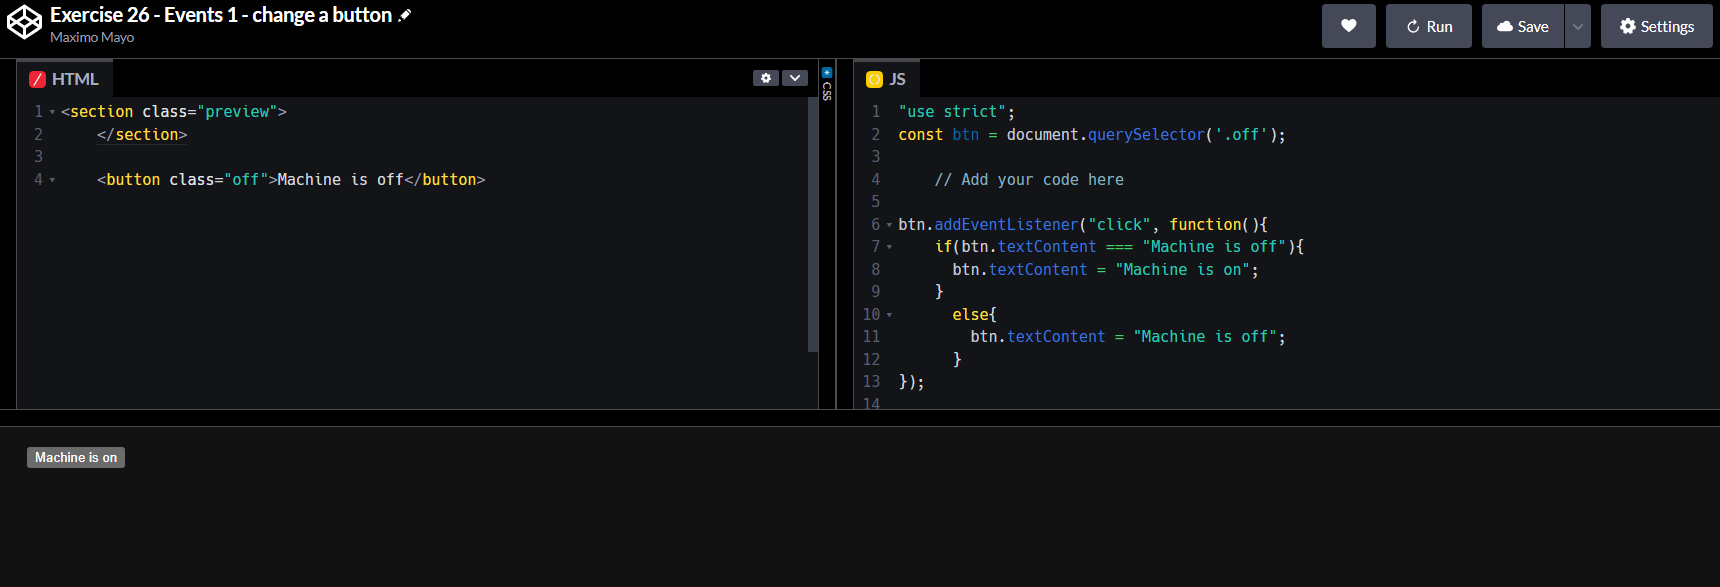 Exercise 26 - Events 1 - change a button
Maximo Mayo
Run
Save
Settings
HTML
1 <section class="preview">
2 </section>
3
4 <button class="off">Machine is off</button>
CSS
JS
1 "use strict";
2 const btn = document.querySelector('.off');
3
4 // Add your code here
5
6 btn.addEventListener("click", function(){
7 if(btn.textContent === "Machine is off"){
8 btn.textContent = "Machine is on";
9 }
10 else{
11 btn.textContent = "Machine is off";
12 }
13 });
14
Machine is on